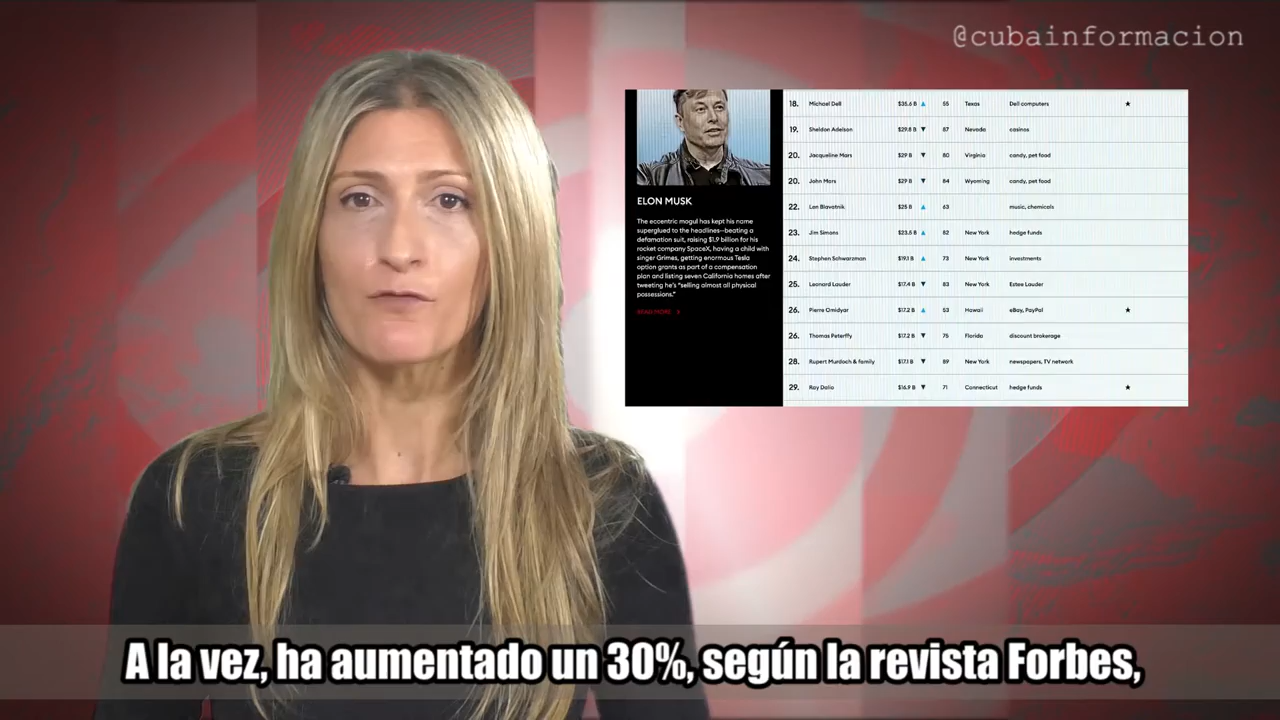 @cubainformacion
ELON MUSK
The eccentric mogul has kept his name
superglued to the headlines—beating a
defamation suit, raising $1.9 billion for his
rocket company SpaceX, having a child with
singer Grimes, getting enormous Tesla
option grants as part of a compensation
plan and listing seven California homes after
tweeting he's "selling almost all physical
possessions."
READ MORE >
18. Michael Dell $35.6 B ▲ 55 Texas Dell computers ★
19. Sheldon Adelson $29.8 B ▼ 87 Nevada casinos
20. Jacqueline Mars $29 B ▼ 80 Virginia candy, pet food
20. John Mars $29 B ▼ 84 Wyoming candy, pet food
22. Len Blavatnik $25 B ▲ 63 music, chemicals
23. Jim Simons $23.5 B ▲ 82 New York hedge funds
24. Stephen Schwarzman $19.1 B ▲ 73 New York investments
25. Leonard Lauder $17.4 B ▼ 83 New York Estee Lauder
26. Pierre Omidyar $17.2 B ▲ 53 Hawaii eBay, PayPal ★
26. Thomas Peterffy $17.2 B ▼ 75 Florida discount brokerage
28. Rupert Murdoch & family $17.1 B ▼ 89 New York newspapers, TV network
29. Ray Dalio $16.9 B ▼ 71 Connecticut hedge funds ★
A la vez, ha aumentado un 30%, según la revista Forbes,